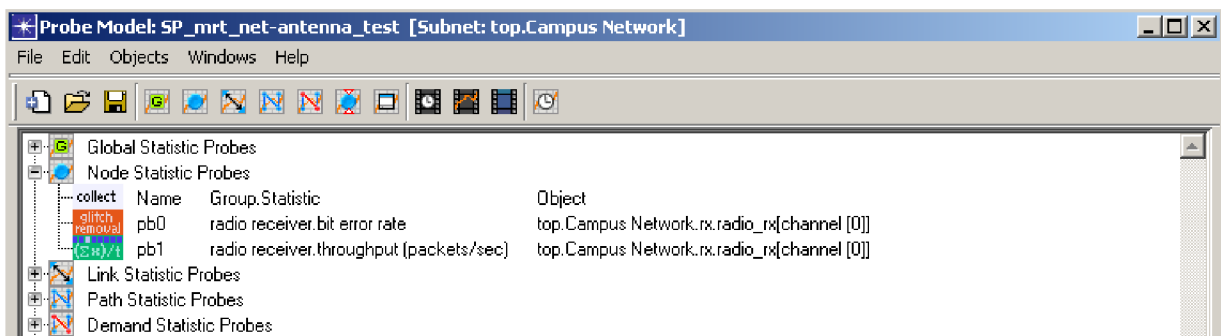 Probe Model: SP_mrt_net-antenna_test [Subnet: top.Campus Network]
File Edit Objects Windows Help
G Global Statistic Probes
Node Statistic Probes
collect Name Group.Statistic Object
glitch removal pb0 radio receiver.bit error rate top.Campus Network.rx.radio_rx[channel [0]]
(Σx)/t pb1 radio receiver.throughput (packets/sec) top.Campus Network.rx.radio_rx[channel [0]]
Link Statistic Probes
Path Statistic Probes
Demand Statistic Probes